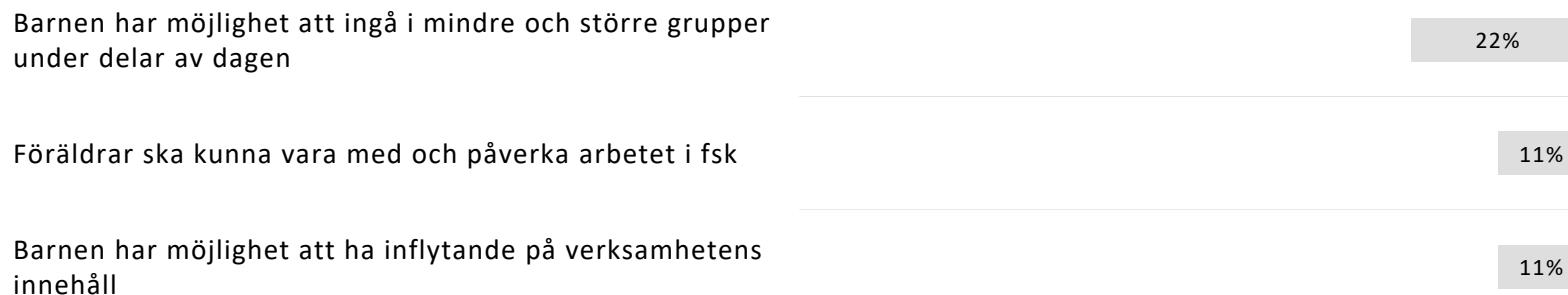 Barnen har möjlighet att ingå i mindre och större grupper
under delar av dagen
22%
Föräldrar ska kunna vara med och påverka arbetet i fsk
11%
Barnen har möjlighet att ha inflytande på verksamhetens
innehåll
11%